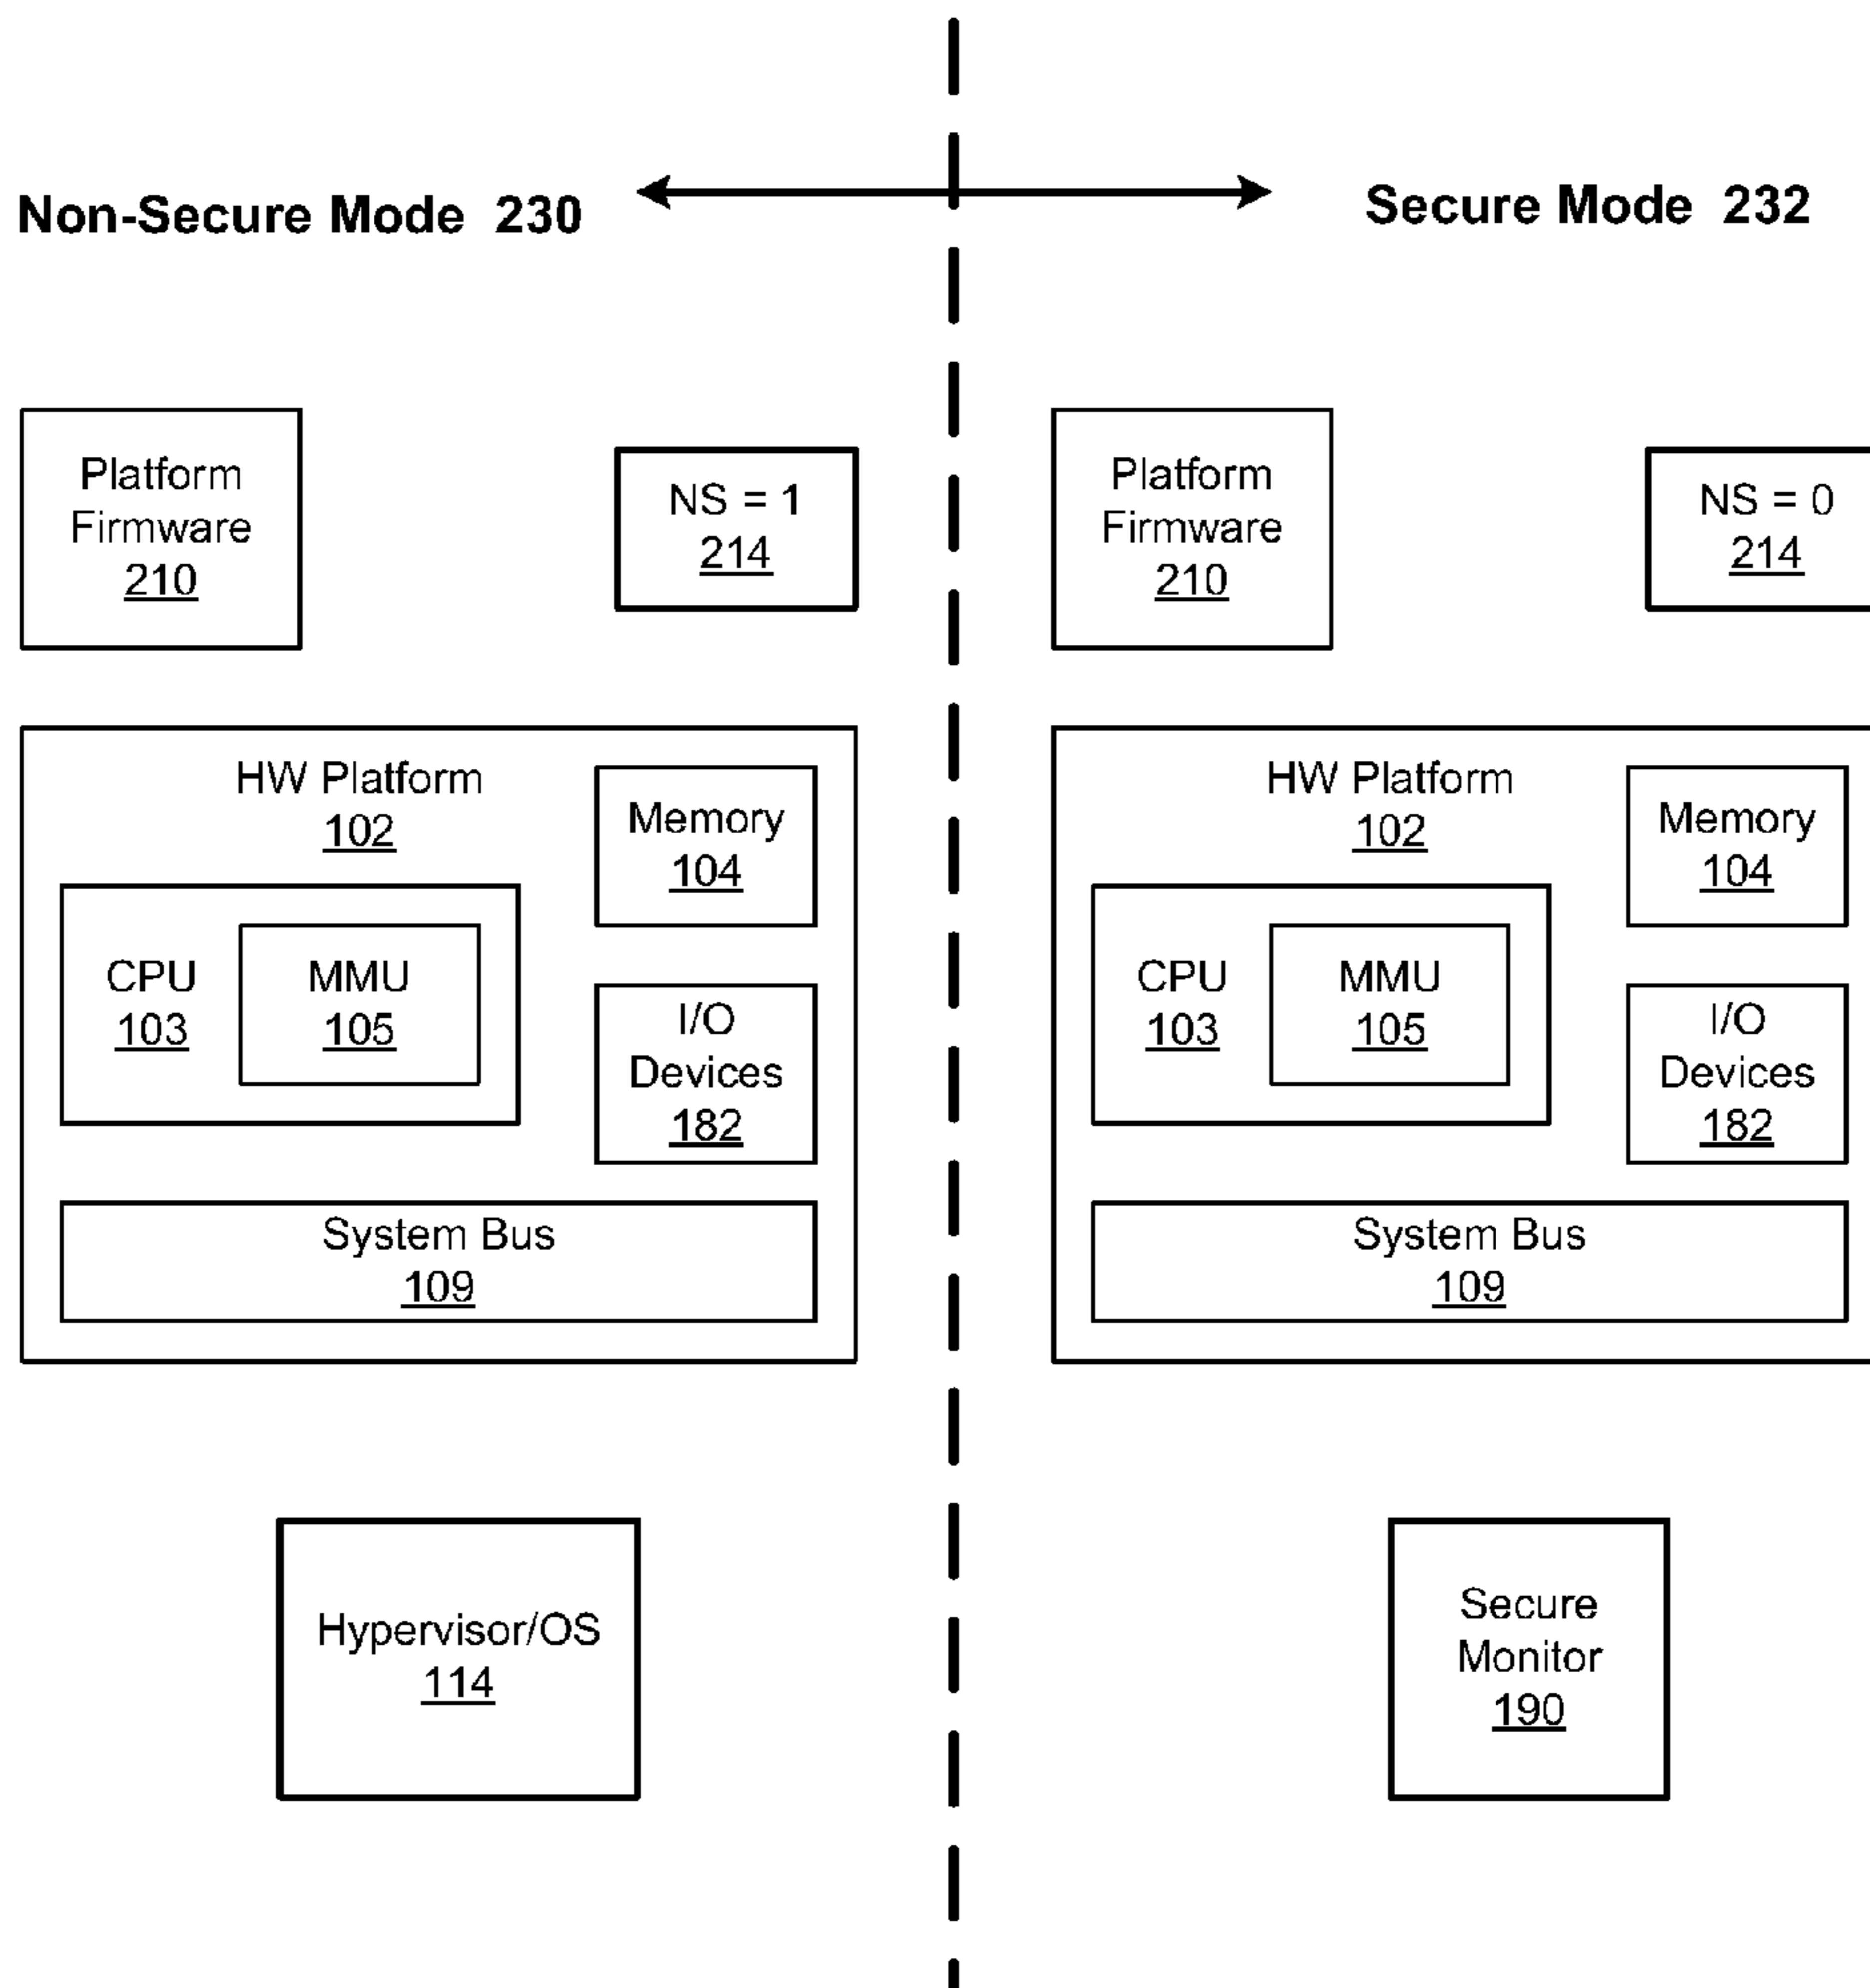 Non-Secure Mode 230
Secure Mode 232
Platform
Firmware
210
NS = 1
214
HW Platform
102
Memory
104
CPU
103
MMU
105
I/O
Devices
182
System Bus
109
Hypervisor/OS
114
Platform
Firmware
210
NS = 0
214
HW Platform
102
Memory
104
CPU
103
MMU
105
I/O
Devices
182
System Bus
109
Secure
Monitor
190